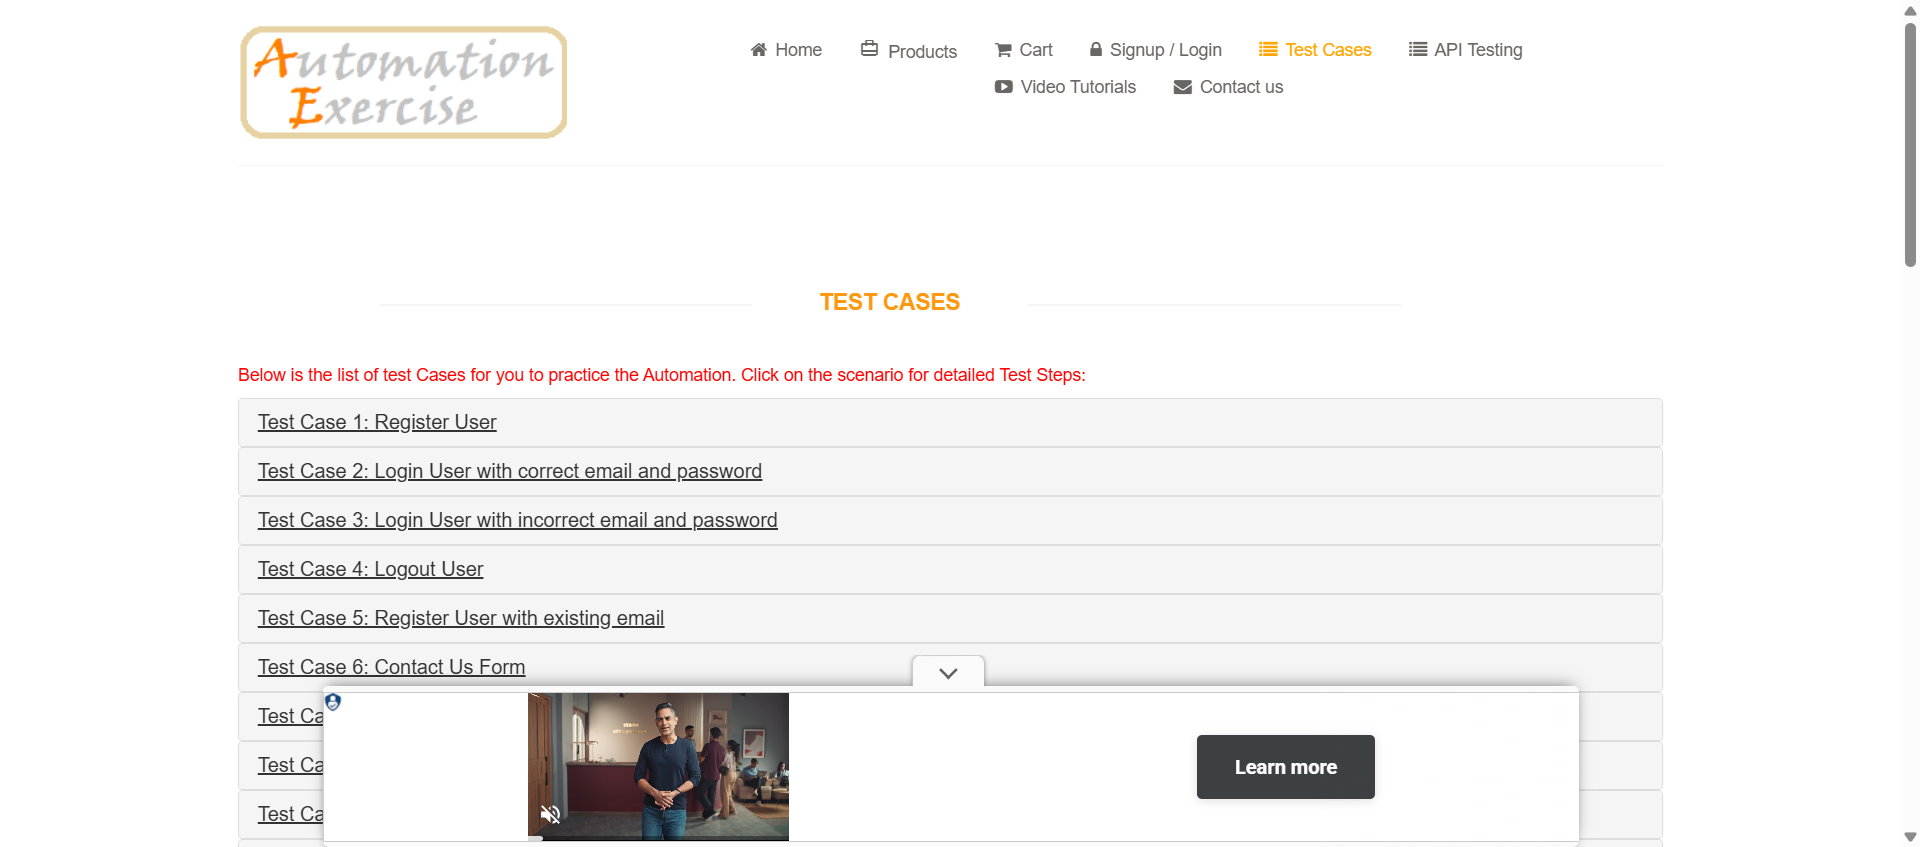 Automation
Exercise
Home
Products
Cart
Signup / Login
Test Cases
API Testing
Video Tutorials
Contact us
TEST CASES
Below is the list of test Cases for you to practice the Automation. Click on the scenario for detailed Test Steps:
Test Case 1: Register User
Test Case 2: Login User with correct email and password
Test Case 3: Login User with incorrect email and password
Test Case 4: Logout User
Test Case 5: Register User with existing email
Test Case 6: Contact Us Form
Test Ca
Test Ca
Test Ca
Learn more